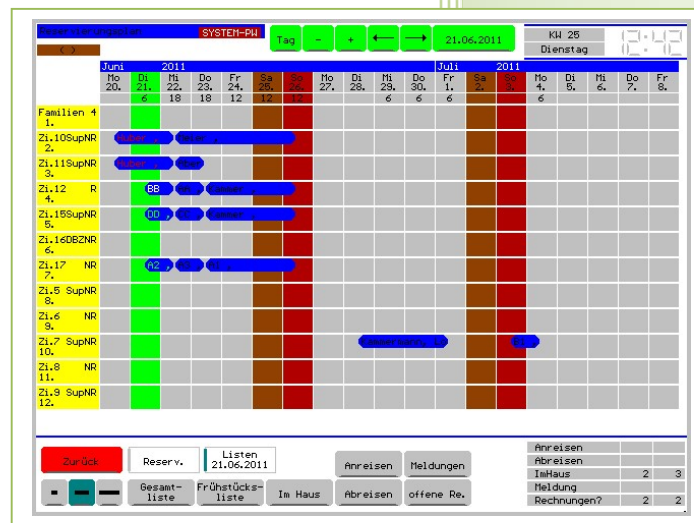 Reservierungsplan SYSTEM-PW Tag - + ← → 21.06.2011 KW 25
< > Dienstag
Juni 2011 Juli 2011
Mo Di Mi Do Fr Sa So Mo Di Mi Do Fr Sa So Mo Di Mi Do Fr
20. 21. 22. 23. 24. 25. 26. 27. 28. 29. 30. 1. 2. 3. 4. 5. 6. 7. 8.
6 18 18 12 12 12 6 6 6 6
Familien 4
1.
Zi.10SupNR Huber ,
2.
Zi.11SupNR Huber ,
3.
Zi.12 R BB Kammer ,
4.
Zi.15SupNR DD , Kammer ,
5.
Zi.16DBZNR
6.
Zi.17 NR A2 ,
7.
Zi.5 SupNR
8.
Zi.6 NR
9.
Zi.7 SupNR
10.
Zi.8 NR
11.
Zi.9 SupNR
12.
Zurück Reserv. Listen
21.06.2011
Anreisen Meldungen
Gesamt-
liste
Frühstücks-
liste
Im Haus Abreisen offene Re.
Anreisen
Abreisen
ImHaus 2 3
Meldung
Rechnungen? 2 2